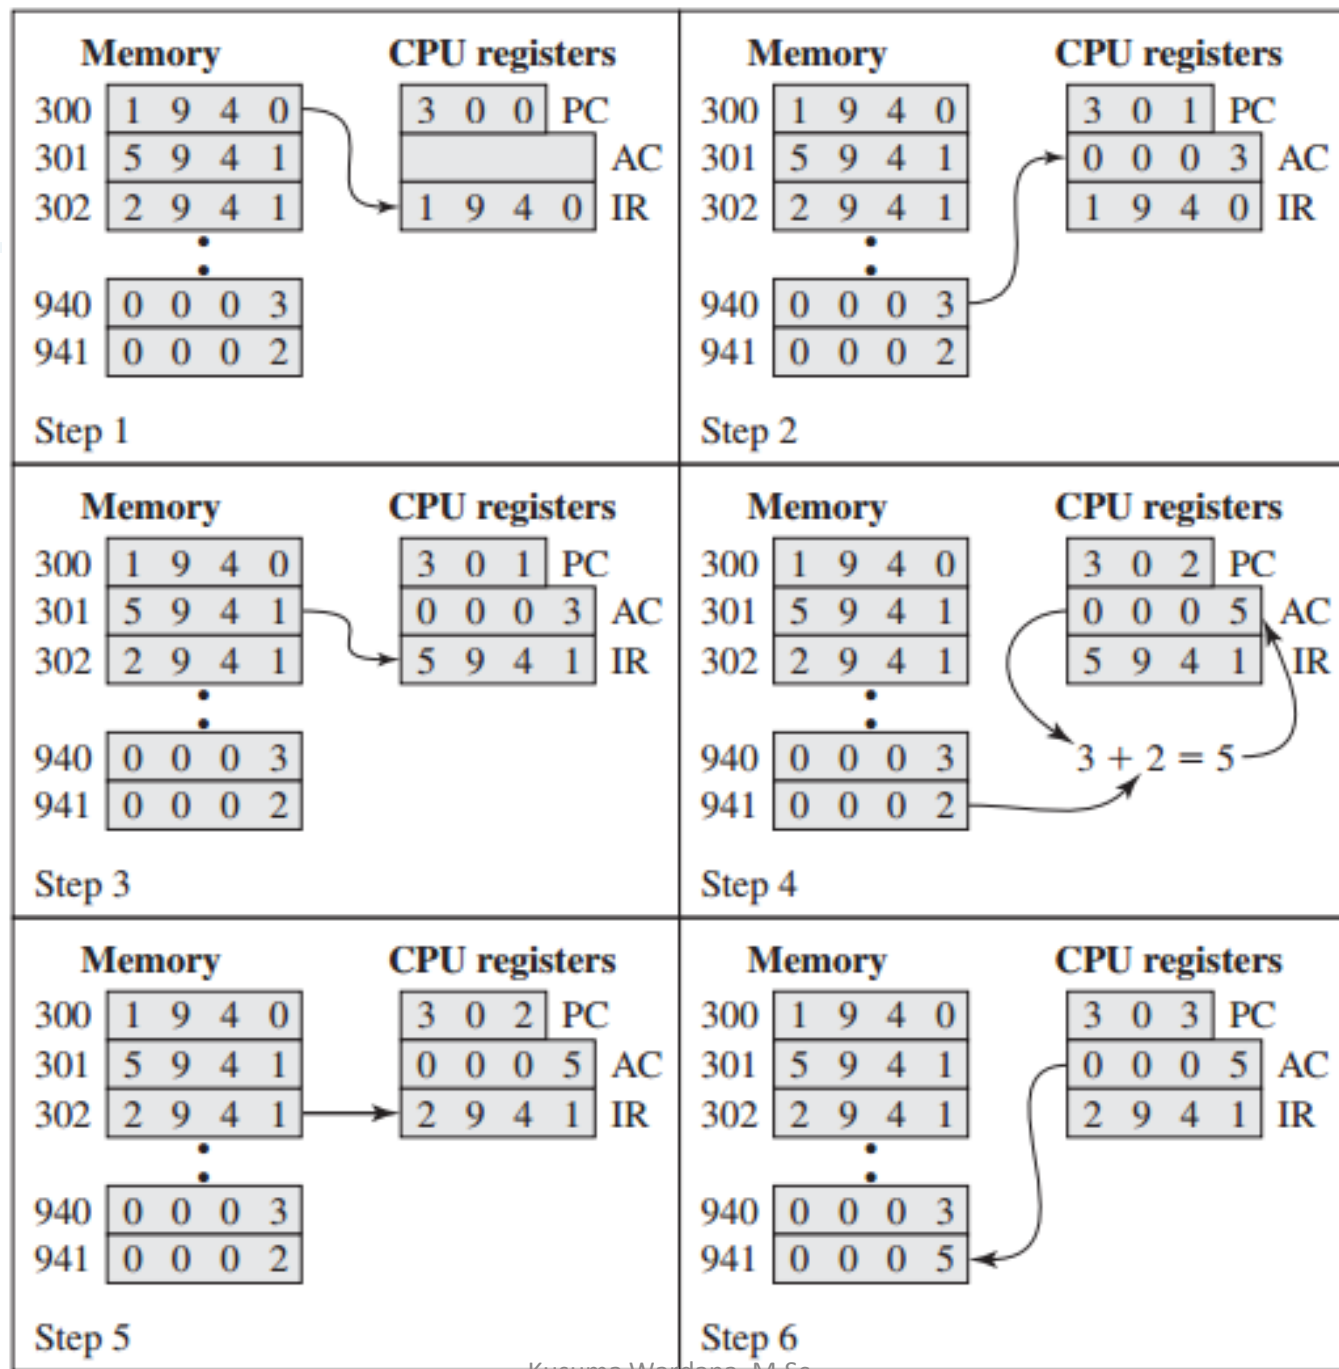 Memory CPU registers
300 1 9 4 0 3 0 0 PC
301 5 9 4 1 AC
302 2 9 4 1 1 9 4 0 IR
940 0 0 0 3
941 0 0 0 2
Step 1
Memory CPU registers
300 1 9 4 0 3 0 1 PC
301 5 9 4 1 0 0 0 3 AC
302 2 9 4 1 1 9 4 0 IR
940 0 0 0 3
941 0 0 0 2
Step 2
Memory CPU registers
300 1 9 4 0 3 0 1 PC
301 5 9 4 1 0 0 0 3 AC
302 2 9 4 1 5 9 4 1 IR
940 0 0 0 3
941 0 0 0 2
Step 3
Memory CPU registers
300 1 9 4 0 3 0 2 PC
301 5 9 4 1 0 0 0 5 AC
302 2 9 4 1 5 9 4 1 IR
940 0 0 0 3 3 + 2 = 5
941 0 0 0 2
Step 4
Memory CPU registers
300 1 9 4 0 3 0 2 PC
301 5 9 4 1 0 0 0 5 AC
302 2 9 4 1 2 9 4 1 IR
940 0 0 0 3
941 0 0 0 2
Step 5
Memory CPU registers
300 1 9 4 0 3 0 3 PC
301 5 9 4 1 0 0 0 5 AC
302 2 9 4 1 2 9 4 1 IR
940 0 0 0 3
941 0 0 0 5
Step 6